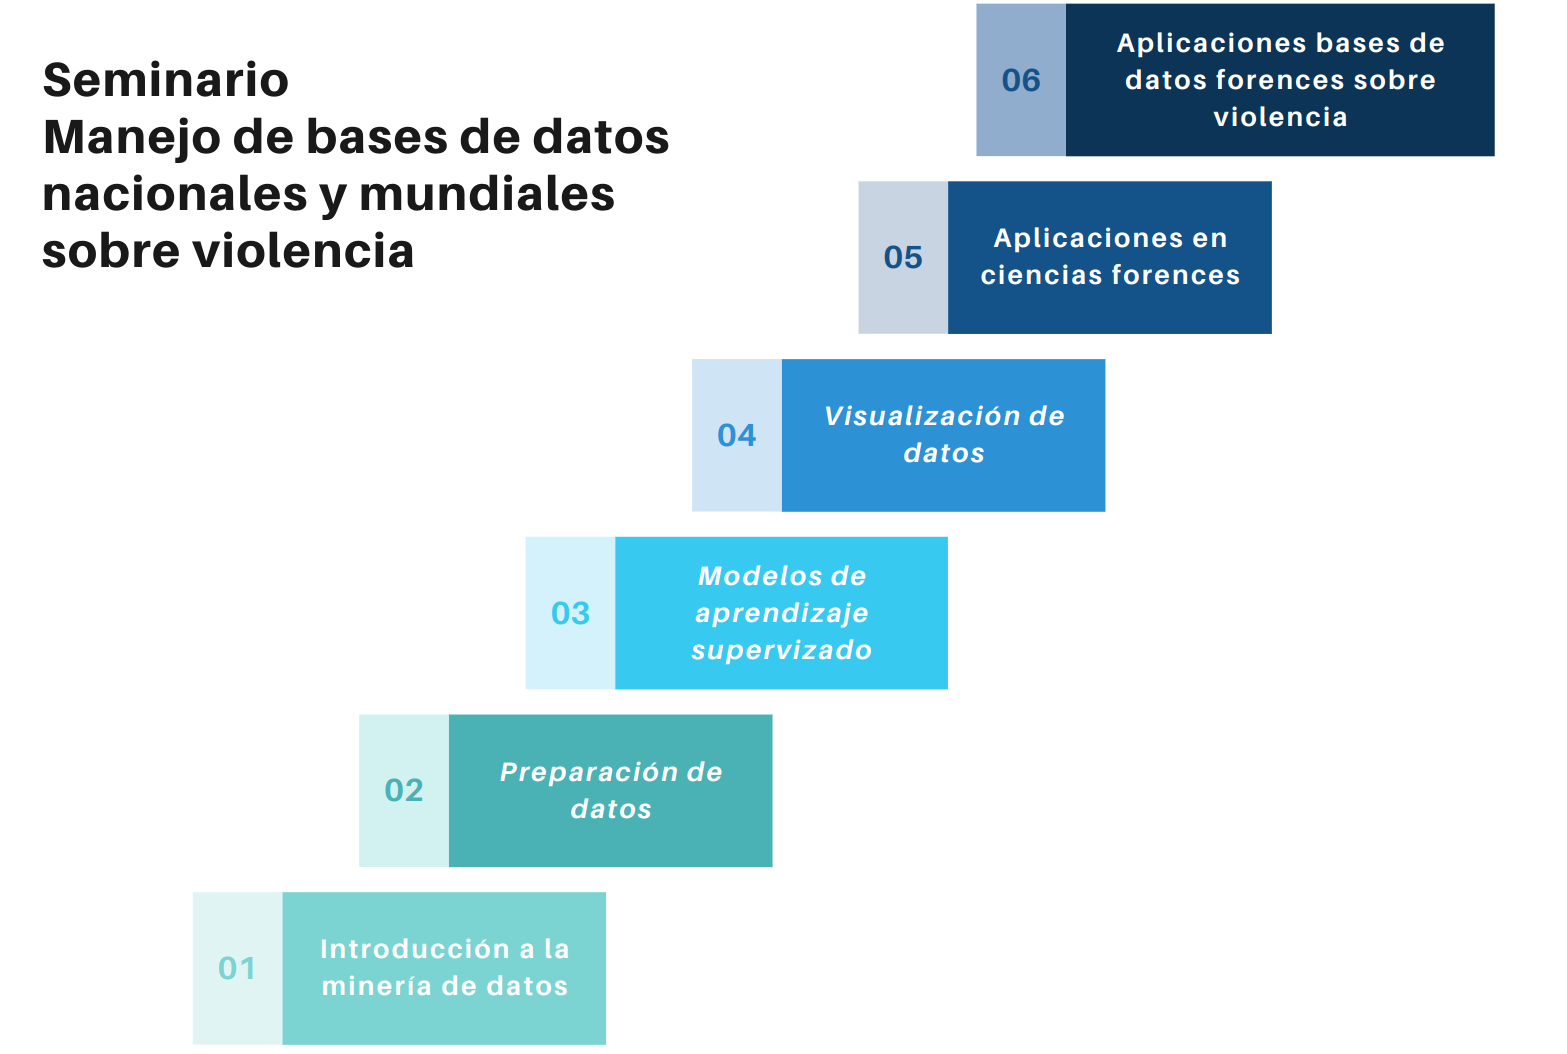 Seminario
Manejo de bases de datos
nacionales y mundiales
sobre violencia
06
Aplicaciones bases de
datos forences sobre
violencia
05
Aplicaciones en
ciencias forences
04
Visualización de
datos
03
Modelos de
aprendizaje
supervizado
02
Preparación de
datos
01
Introducción a la
minería de datos